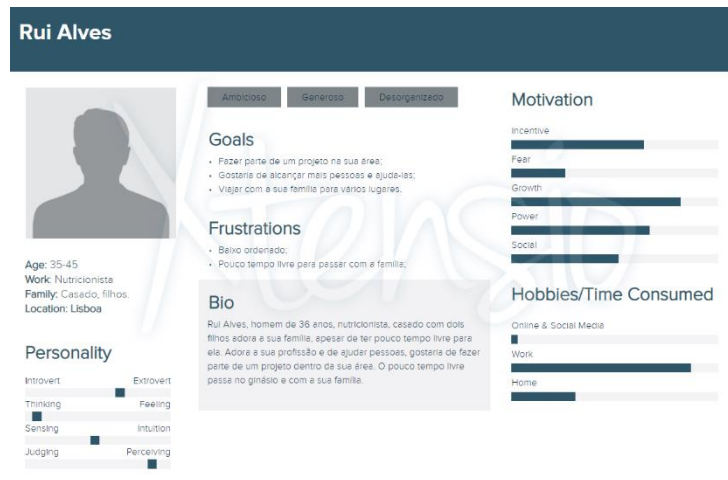 Rui Alves
Ambicioso Generoso Desorganizado
Goals
• Fazer parte de um projeto na sua área;
• Gostaria de alcançar mais pessoas e ajuda-las;
• Viajar com a sua família para vários lugares.
Frustrations
• Baixo ordenado;
• Pouco tempo livre para passar com a família;
Bio
Rui Alves, homem de 36 anos, nutricionista, casado com dois
filhos adora a sua família, apesar de ter pouco tempo livre para
ela. Adora a sua profissão e de ajudar pessoas, gostaria de fazer
parte de um projeto dentro da sua área. O pouco tempo livre
passa no ginásio e com a sua família.
Age: 35-45
Work: Nutricionista
Family: Casado, filhos.
Location: Lisboa
Personality
Introvert Extrovert
Thinking Feeling
Sensing Intuition
Judging Perceiving
Motivation
Incentive
Fear
Growth
Power
Social
Hobbies/Time Consumed
Online & Social Media
Work
Home
Xtensio